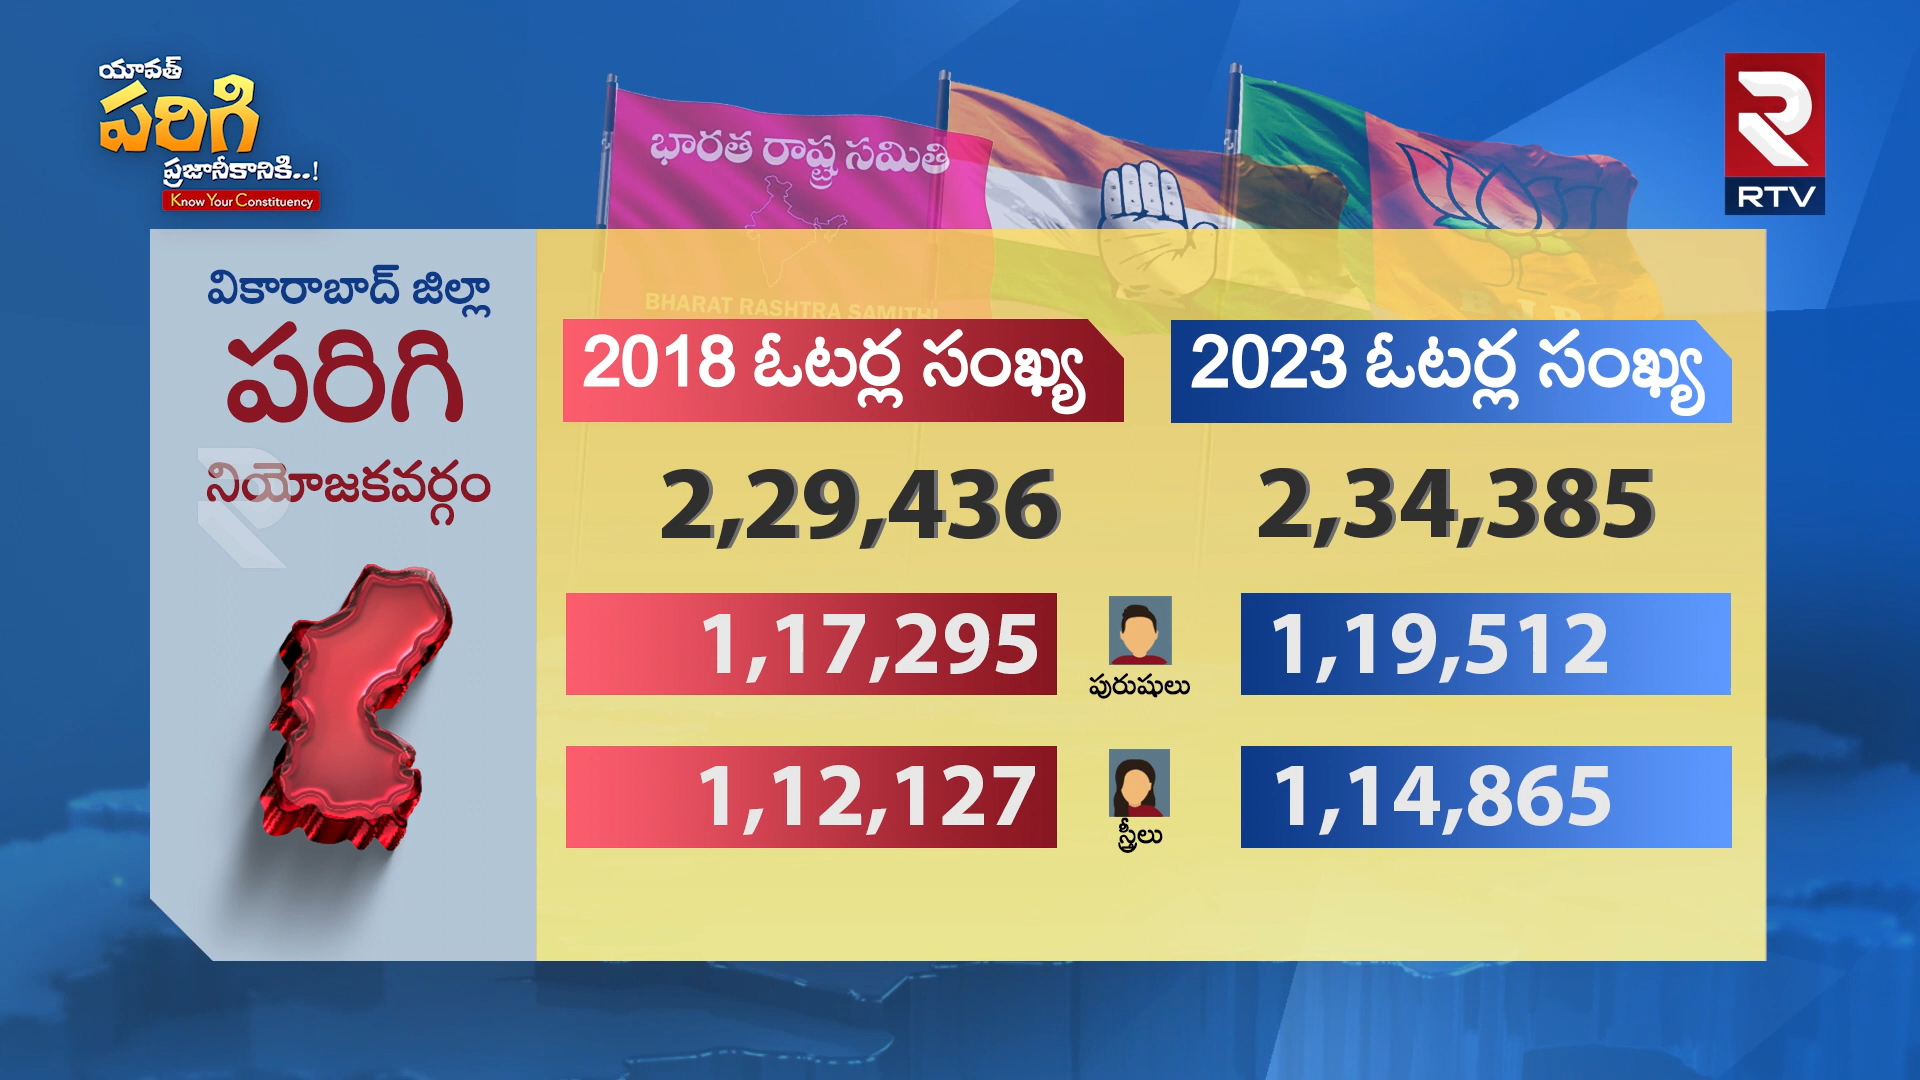 యావత్
పరిగి
ప్రజానీకానికి..!
Know Your Constituency
భారత రాష్ట్ర సమితి
BHARAT RASHTRA SAMITHI
BJP
RTV
వికారాబాద్ జిల్లా
పరిగి
నియోజకవర్గం
2018 ఓటర్ల సంఖ్య
2023 ఓటర్ల సంఖ్య
2,29,436
2,34,385
1,17,295
పురుషులు
1,19,512
1,12,127
స్త్రీలు
1,14,865